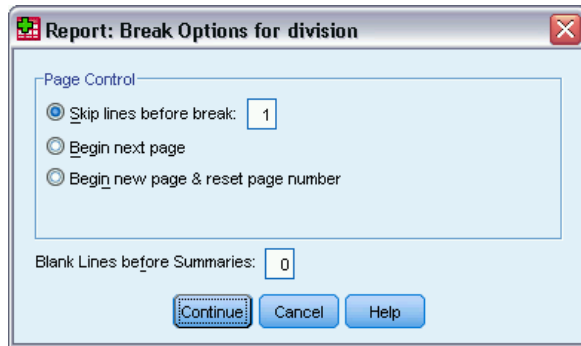 Report: Break Options for division
Page Control
Skip lines before break: 1
Begin next page
Begin new page & reset page number
Blank Lines before Summaries: 0
Continue Cancel Help